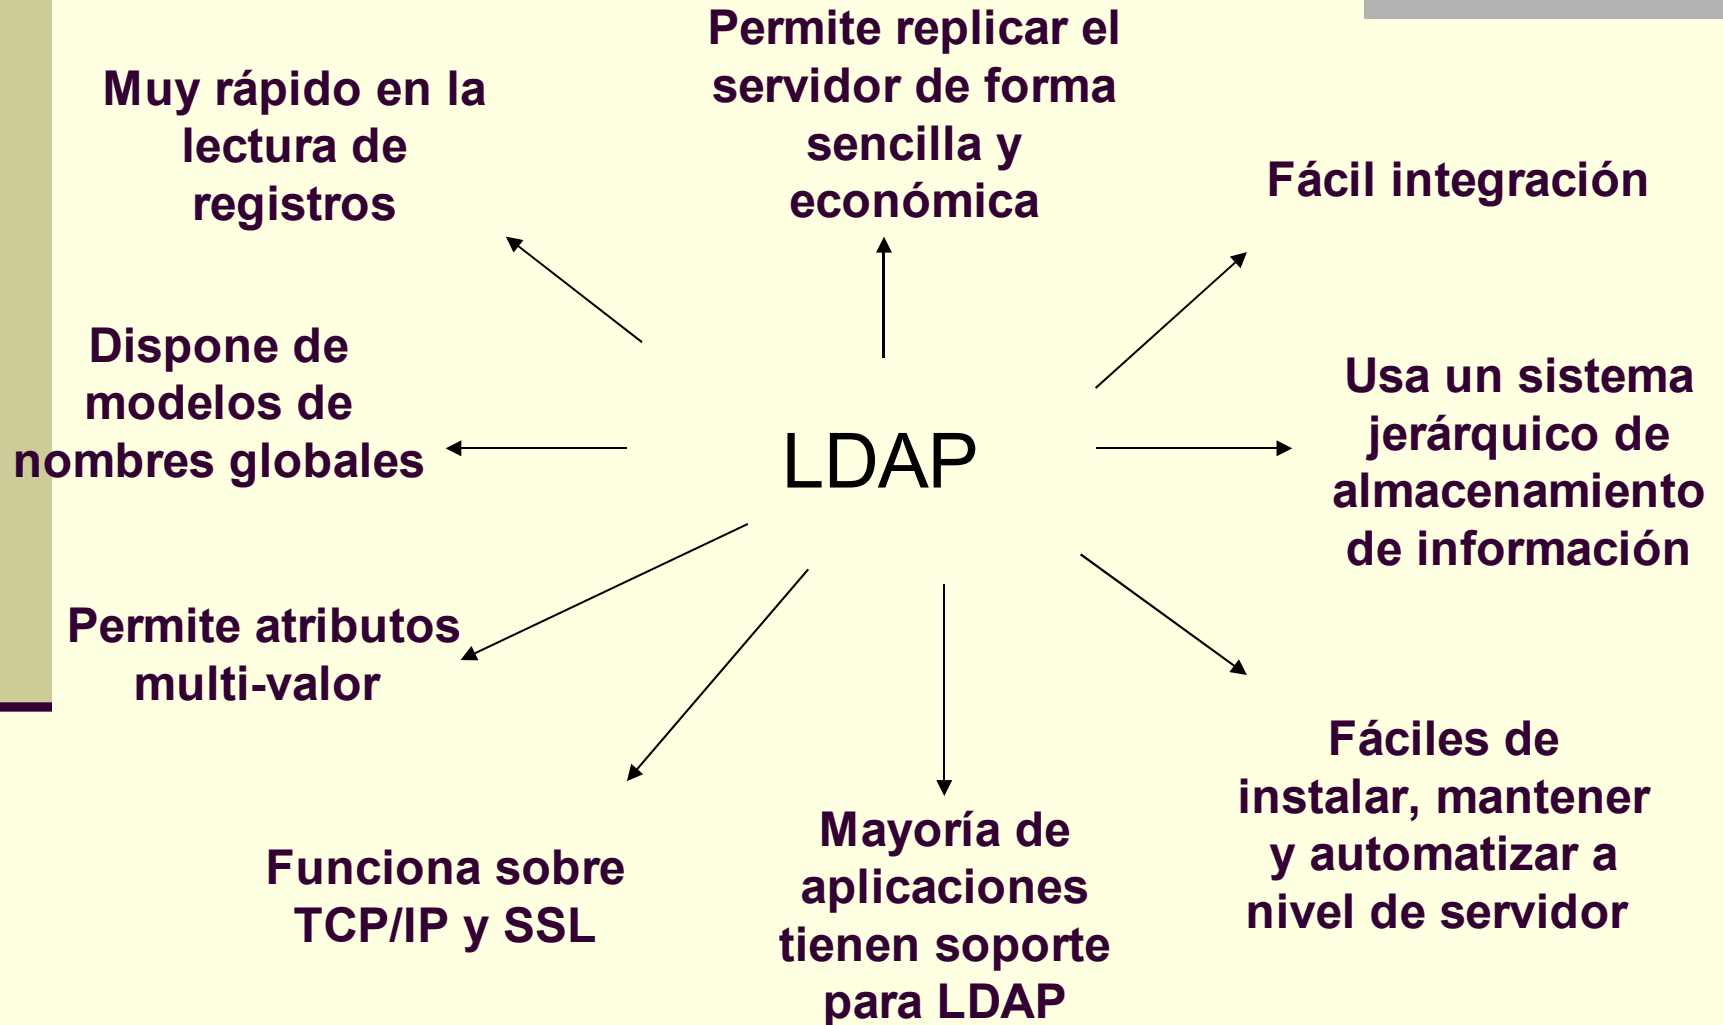 Permite replicar el
servidor de forma
sencilla y
económica
Muy rápido en la
lectura de
registros
Fácil integración
Dispone de
modelos de
nombres globales
LDAP
Usa un sistema
jerárquico de
almacenamiento
de información
Permite atributos
multi-valor
Funciona sobre
TCP/IP y SSL
Mayoría de
aplicaciones
tienen soporte
para LDAP
Fáciles de
instalar, mantener
y automatizar a
nivel de servidor